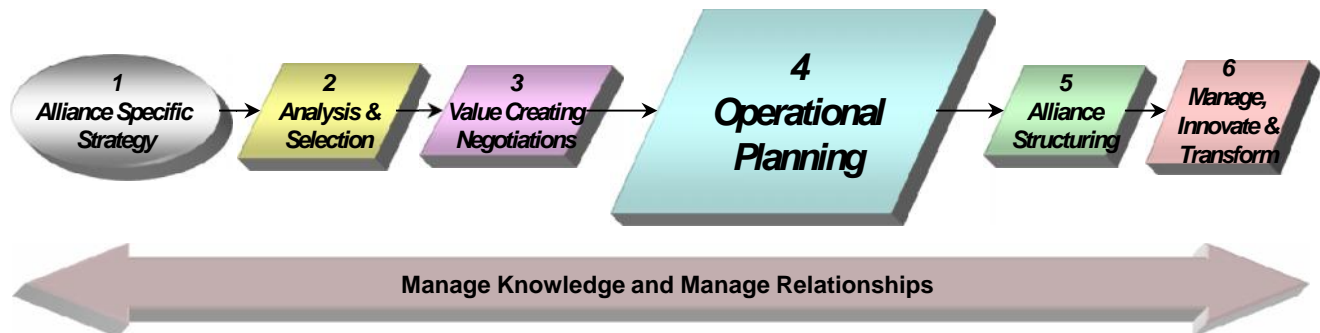 1
Alliance Specific
Strategy
2
Analysis &
Selection
3
Value Creating
Negotiations
4
Operational
Planning
5
Alliance
Structuring
6
Manage,
Innovate &
Transform
Manage Knowledge and Manage Relationships